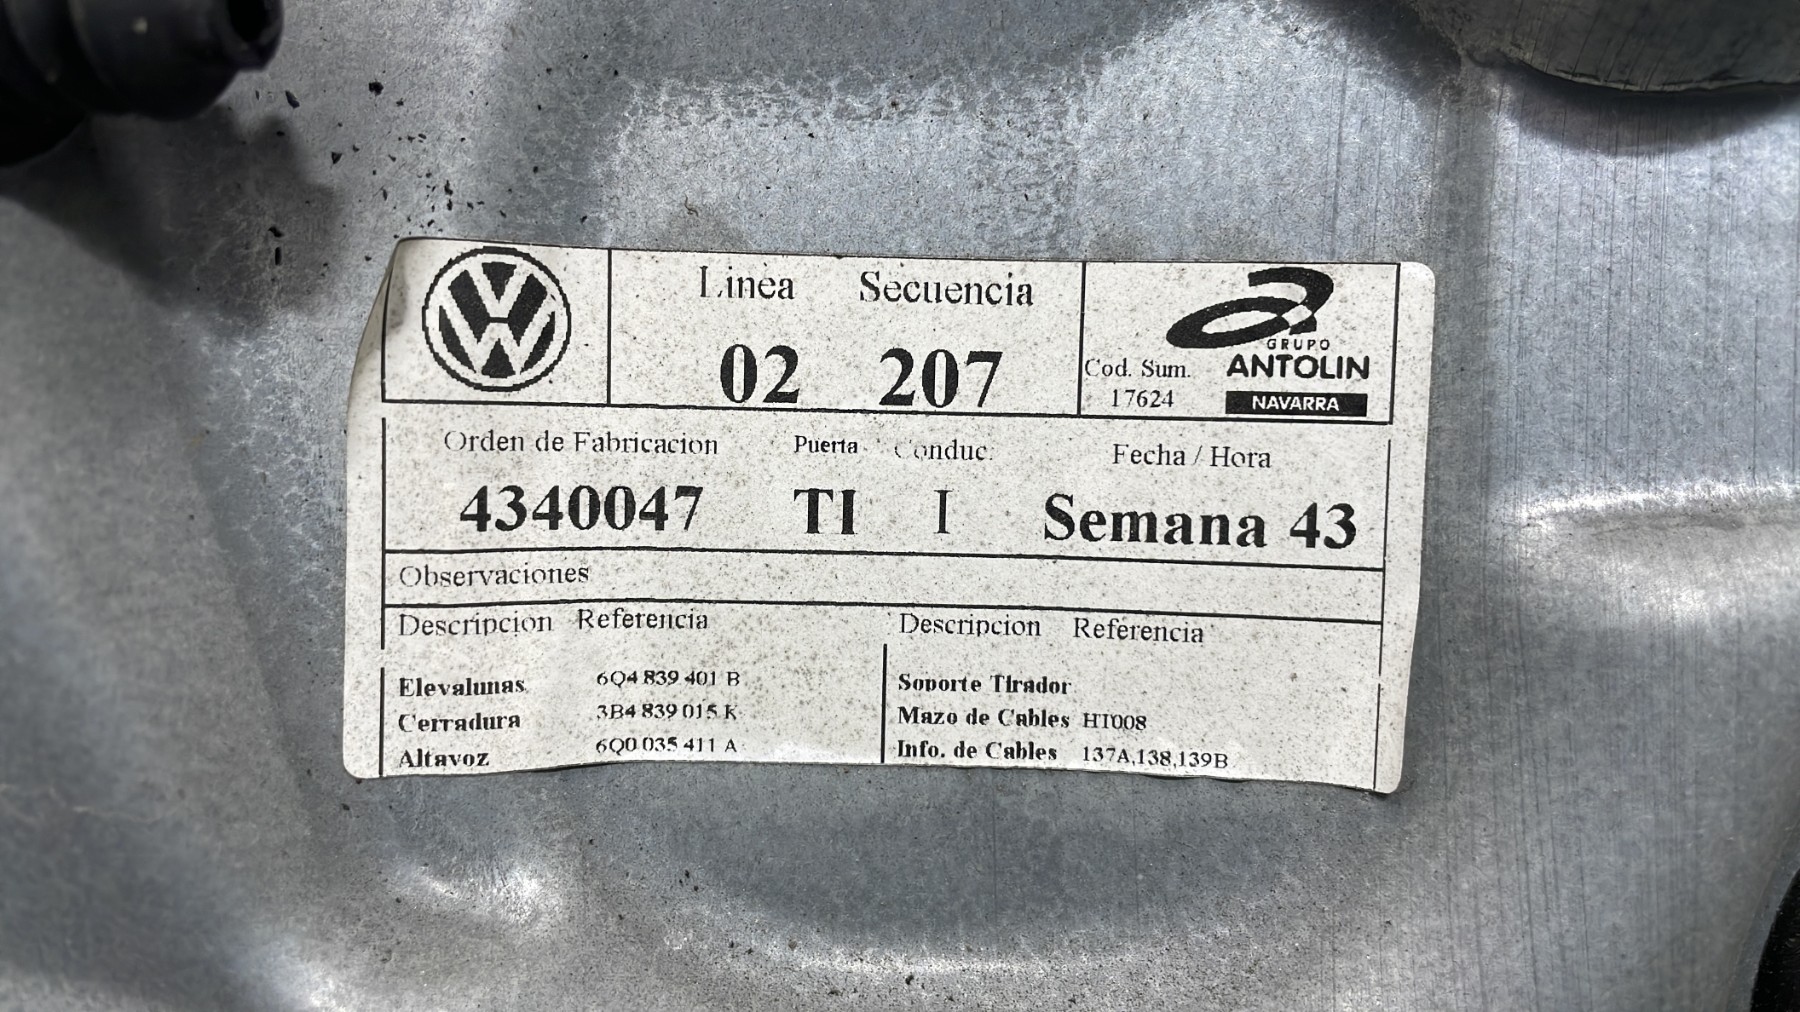 Linea Secuencia
02 207
GRUPO
ANTOLIN
NAVARRA
Cod. Sum.
17624
Orden de Fabricacion Puerta Conduc. Fecha / Hora
4340047 TI I Semana 43
Observaciones
Descripcion Referencia Descripcion Referencia
Elevalunas 6Q4 839 401 B Soporte Tirador
Cerradura 3B4 839 015 K Mazo de Cables HT008
Altavoz 6Q0 035 411 A Info. de Cables 137A,138,139B